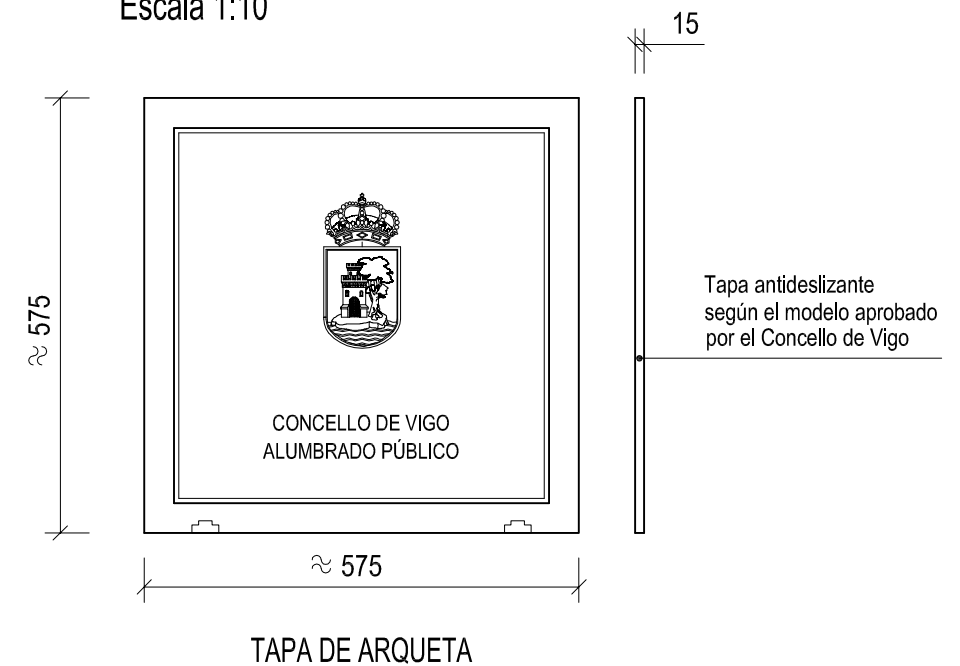 Escala 1:10
15
≈ 575
Tapa antideslizante
según el modelo aprobado
por el Concello de Vigo
CONCELLO DE VIGO
ALUMBRADO PÚBLICO
≈ 575
TAPA DE ARQUETA